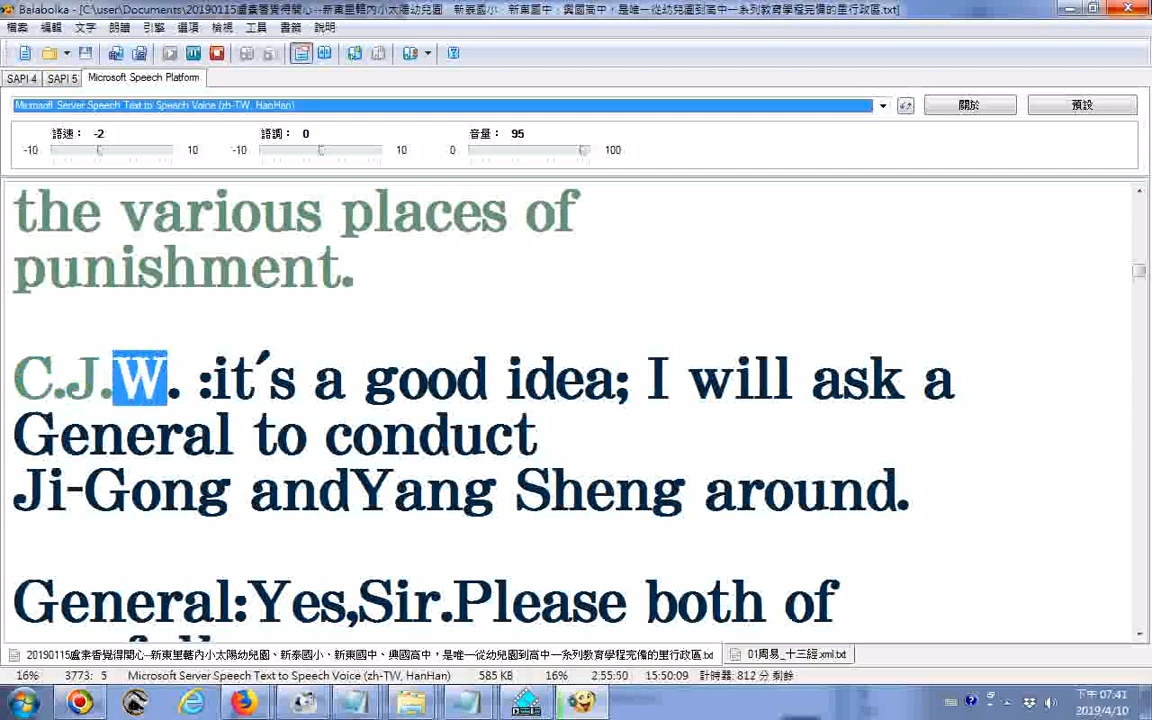 Balabolka - [C:\user\Documents\20190115盧素香覺得開心--新東里轄內小太陽幼兒園、新泰國小、新東國中、興國高中，是唯一從幼兒園到高中一系列教育學程完備的里行政區.txt]
檔案 編輯 文字 朗讀 引擎 選項 檢視 工具 書籤 說明
SAPI 4 SAPI 5 Microsoft Speech Platform
Microsoft Server Speech Text to Speech Voice (zh-TW, HanHan) 關於 預設
語速： -2 語調： 0 音量： 95
-10 10 -10 10 0 100
the various places of
punishment.
C.J.W. :it's a good idea; I will ask a
General to conduct
Ji-Gong andYang Sheng around.
General:Yes,Sir.Please both of
20190115盧素香覺得開心--新東里轄內小太陽幼兒園、新泰國小、新東國中、興國高中，是唯一從幼兒園到高中一系列教育學程完備的里行政區.txt 01周易_十三經.xml.txt
16% 3773: 5 Microsoft Server Speech Text to Speech Voice (zh-TW, HanHan) 585 KB 16% 2:55:50 15:50:09 計時器: 812 分 剩餘
下午 07:41
2019/4/10